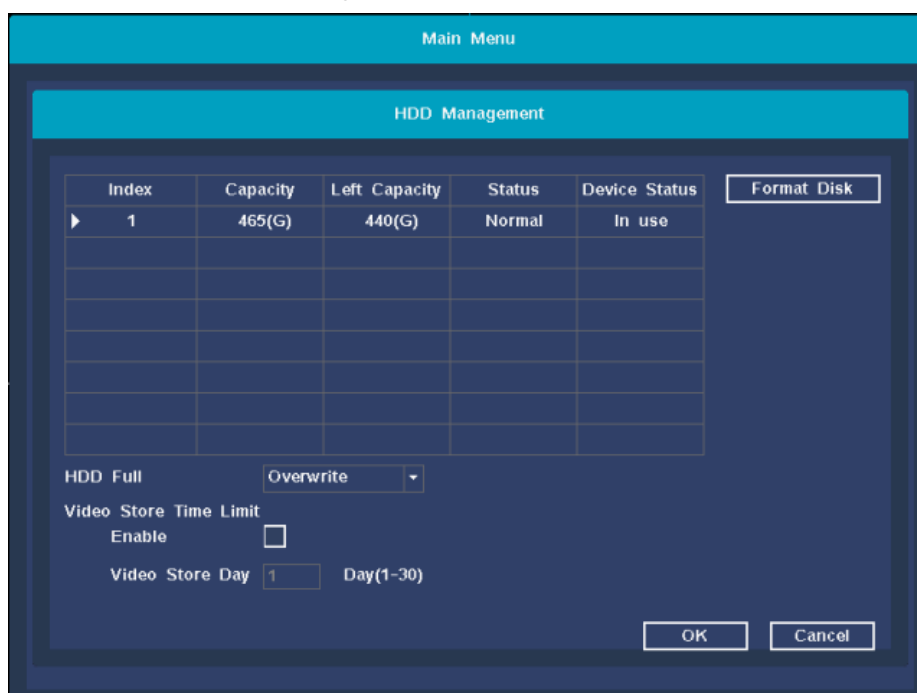 Main Menu
HDD Management
Index Capacity Left Capacity Status Device Status Format Disk
1 465(G) 440(G) Normal In use
HDD Full Overwrite
Video Store Time Limit
Enable
Video Store Day 1 Day(1-30)
OK Cancel